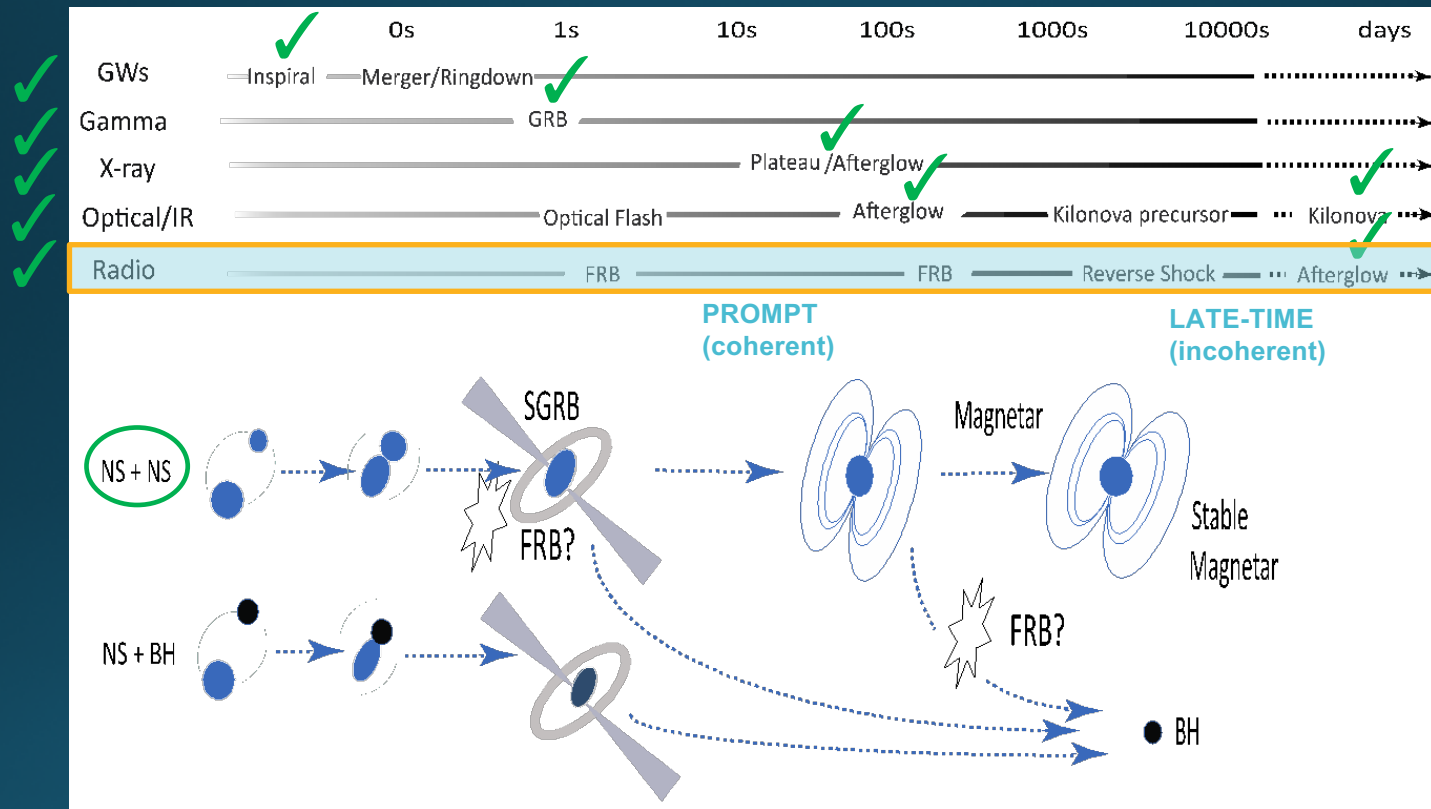 0s 1s 10s 100s 1000s 10000s days
GWs Inspiral Merger/Ringdown
Gamma GRB
X-ray Plateau/Afterglow
Optical/IR Optical Flash Afterglow Kilonova precursor Kilonova
Radio FRB FRB Reverse Shock Afterglow
PROMPT
(coherent)
LATE-TIME
(incoherent)
SGRB
Magnetar
NS + NS
FRB?
Stable
Magnetar
NS + BH
FRB?
BH